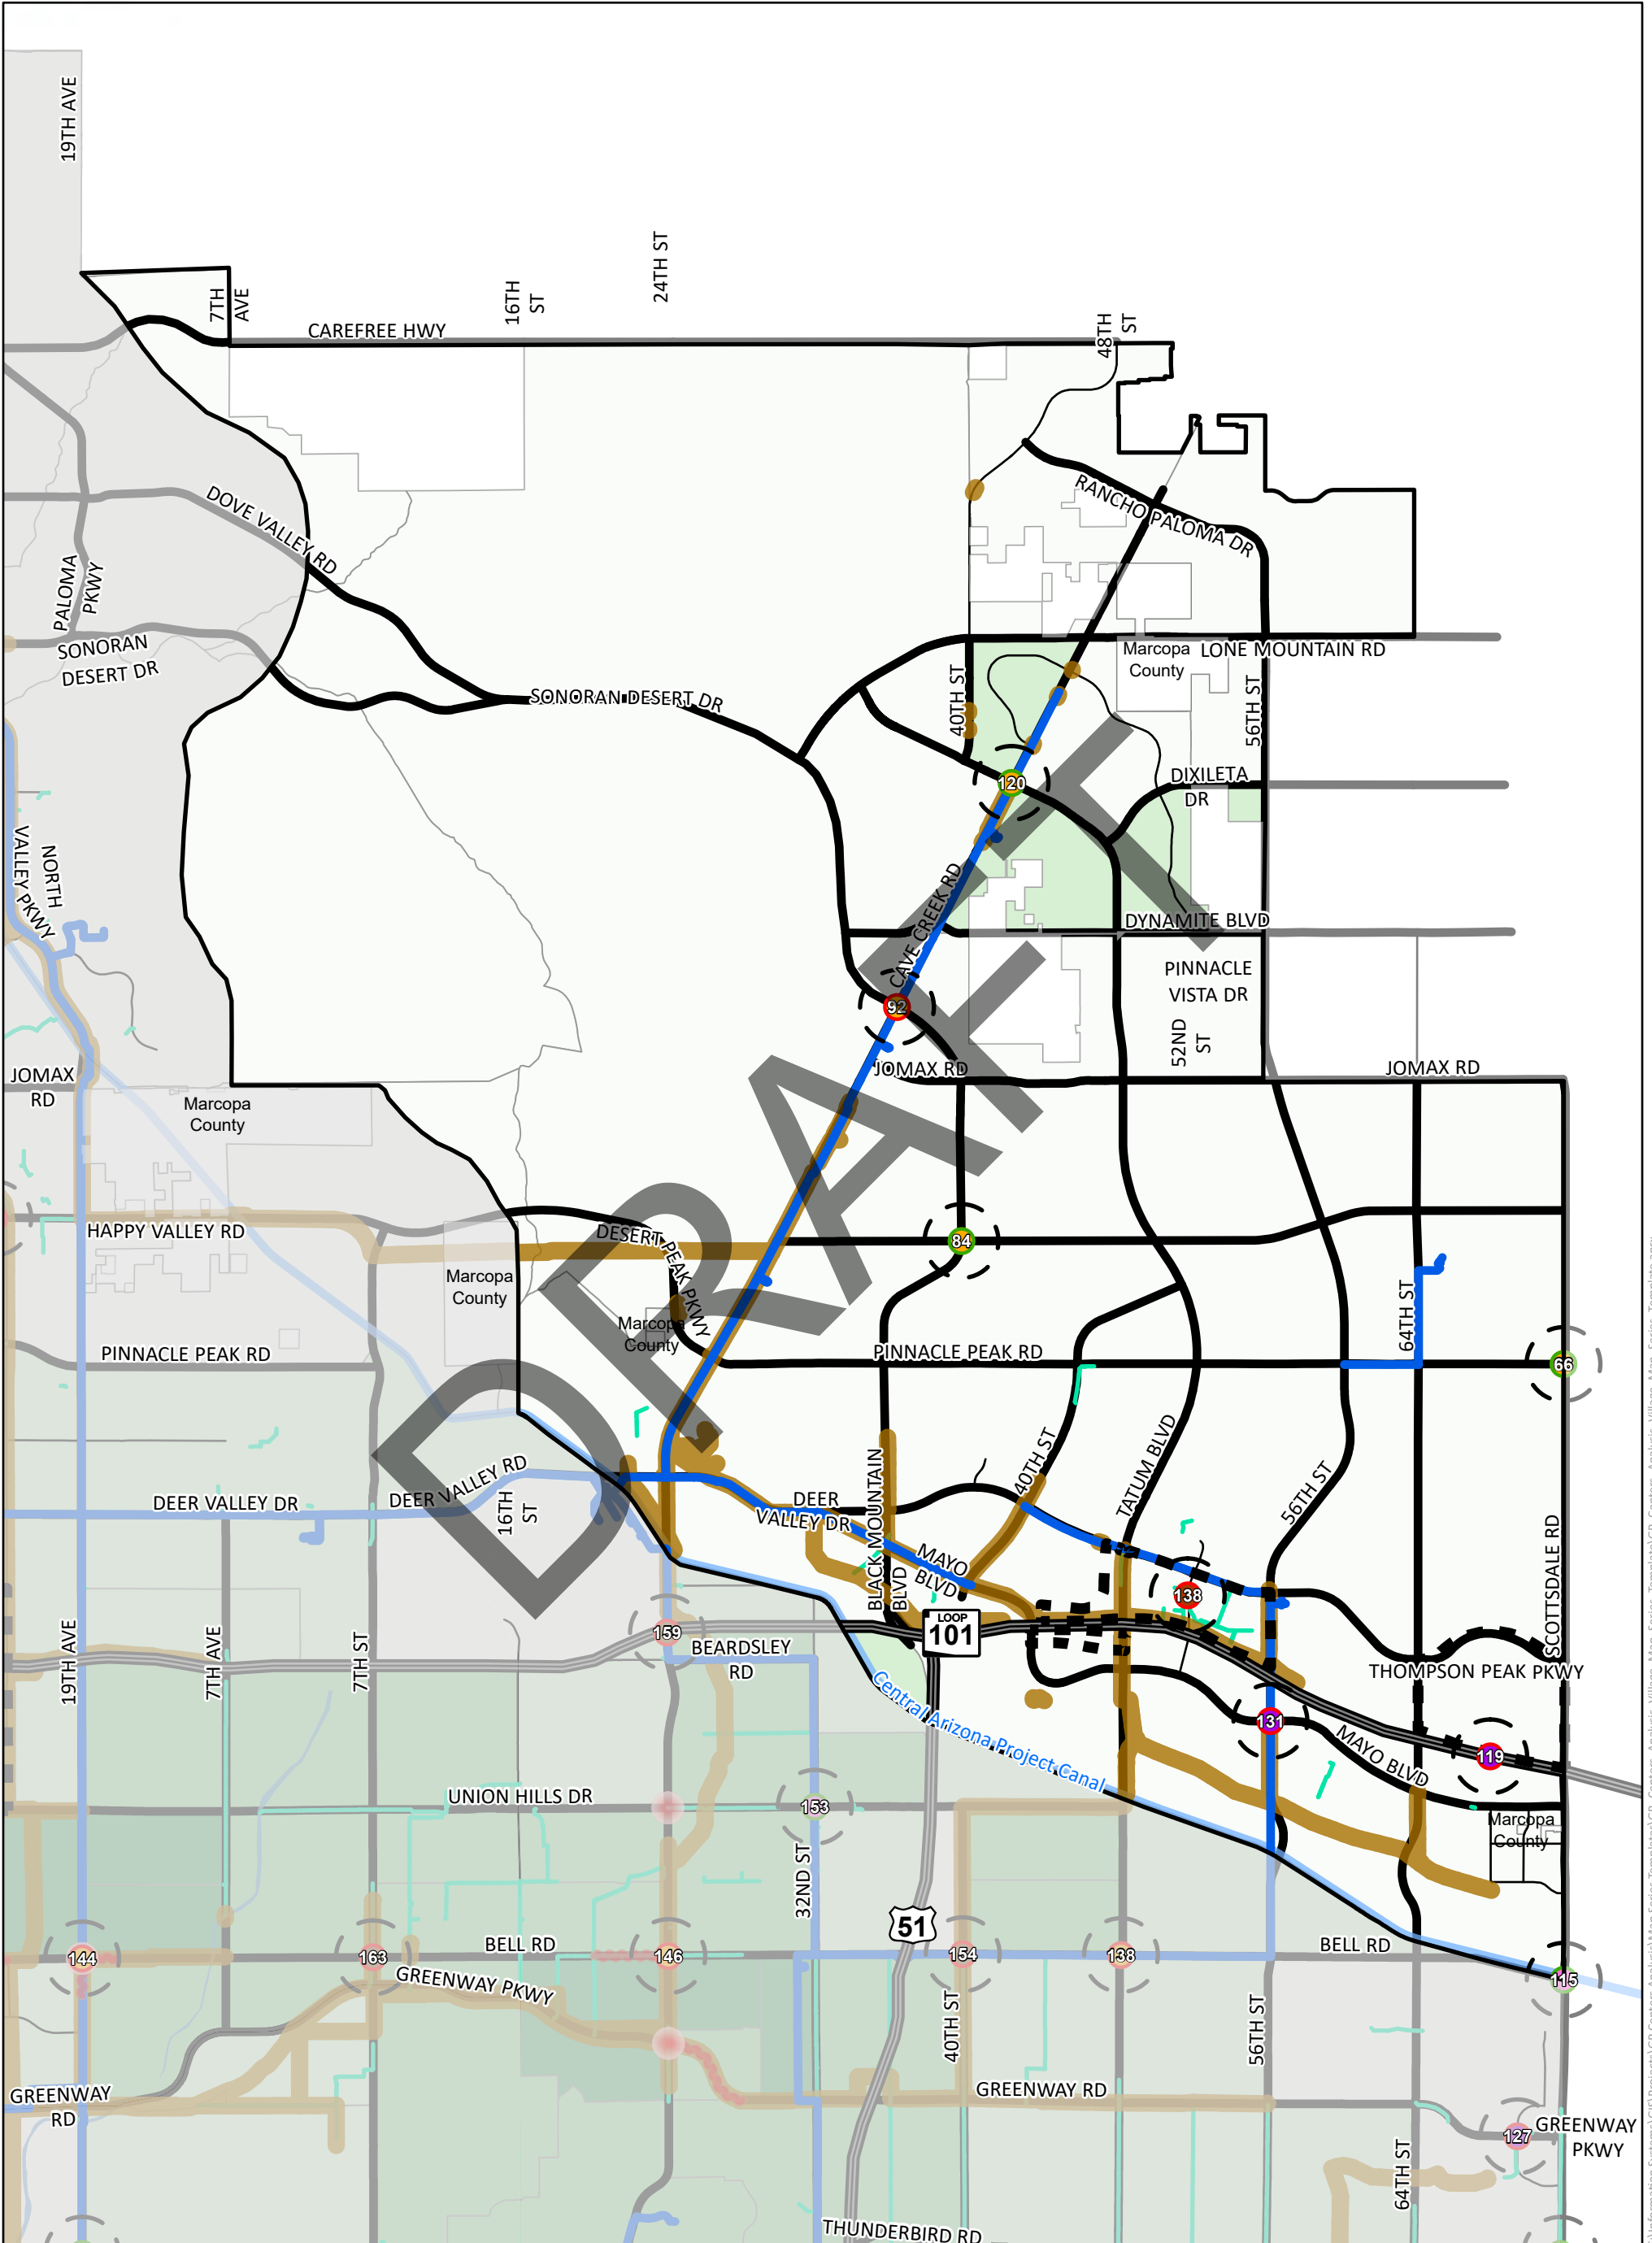 19TH AVE
24TH ST
7TH
AVE
16TH
ST
48TH
ST
CAREFREE HWY
RANCHO PALOMA DR
DOVE VALLEY RD
PALOMA
PKWY
SONORAN
DESERT DR
Marcopa
County
LONE MOUNTAIN RD
40TH ST
56TH ST
SONORAN DESERT DR
120
DIXILETA
DR
NORTH
VALLEY PKWY
CAVE CREEK RD
DYNAMITE BLVD
PINNACLE
VISTA DR
92
52ND
ST
JOMAX
RD
JOMAX RD
JOMAX RD
Marcopa
County
HAPPY VALLEY RD
DESERT PEAK PKWY
84
Marcopa
County
Marcopa
County
64TH ST
PINNACLE PEAK RD
PINNACLE PEAK RD
66
DRAFT
DEER VALLEY DR
DEER VALLEY RD
16TH
ST
DEER
VALLEY DR
BLACK MOUNTAIN
BLVD
MAYO
BLVD
40TH ST
TATUM BLVD
56TH ST
SCOTTSDALE RD
138
LOOP
101
159
BEARDSLEY
RD
19TH AVE
7TH AVE
7TH ST
THOMPSON PEAK PKWY
Central Arizona Project Canal
131
MAYO BLVD
119
UNION HILLS DR
153
Marcopa
County
32ND ST
51
144
163
BELL RD
146
154
138
BELL RD
115
GREENWAY PKWY
40TH ST
56TH ST
GREENWAY
RD
GREENWAY RD
127
GREENWAY
PKWY
64TH ST
THUNDERBIRD RD